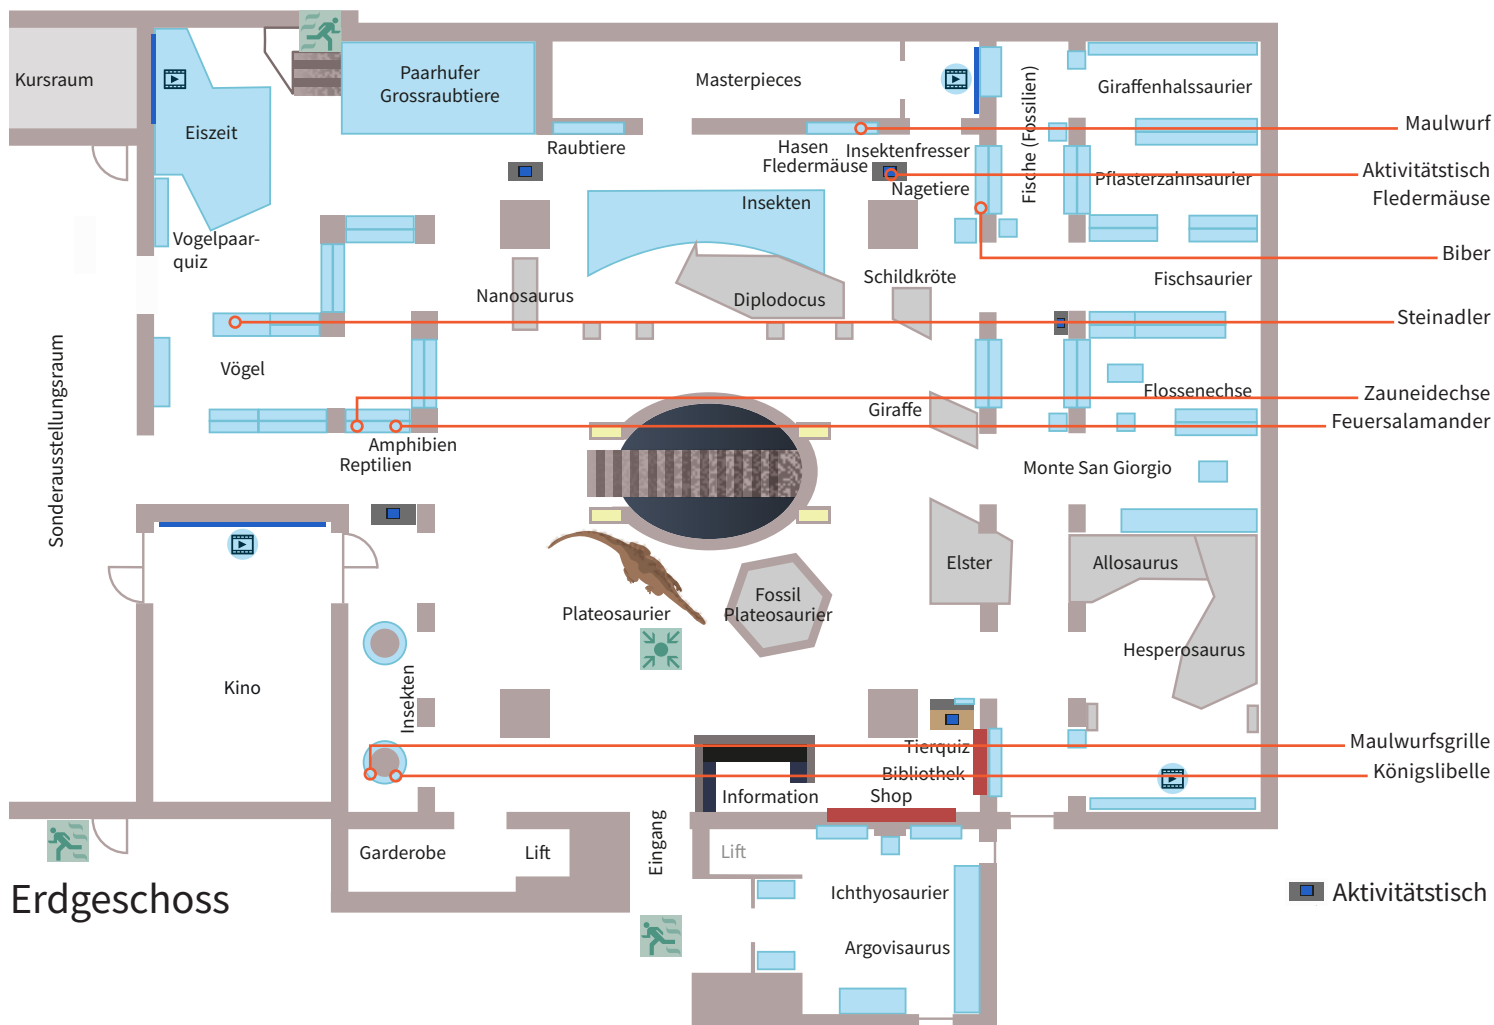 Kursraum
Eiszeit
Paarhufer
Grossraubtiere
Masterpieces
Raubtiere
Hasen
Fledermäuse
Insektenfresser
Nagetiere
Fische (Fossilien)
Giraffenhalssaurier
Pflasterzahnsaurier
Maulwurf
Aktivitätstisch
Fledermäuse
Biber
Insekten
Vogelpaar-
quiz
Nanosaurus
Diplodocus
Schildkröte
Fischsaurier
Steinadler
Sonderausstellungsraum
Vögel
Giraffe
Flossenechse
Zauneidechse
Feuersalamander
Amphibien
Reptilien
Monte San Giorgio
Elster
Allosaurus
Plateosaurier
Fossil
Plateosaurier
Hesperosaurus
Kino
Insekten
Tierquiz
Bibliothek
Maulwurfsgrille
Königslibelle
Information
Shop
Garderobe
Lift
Eingang
Lift
Ichthyosaurier
Argovisaurus
Erdgeschoss
Aktivitätstisch